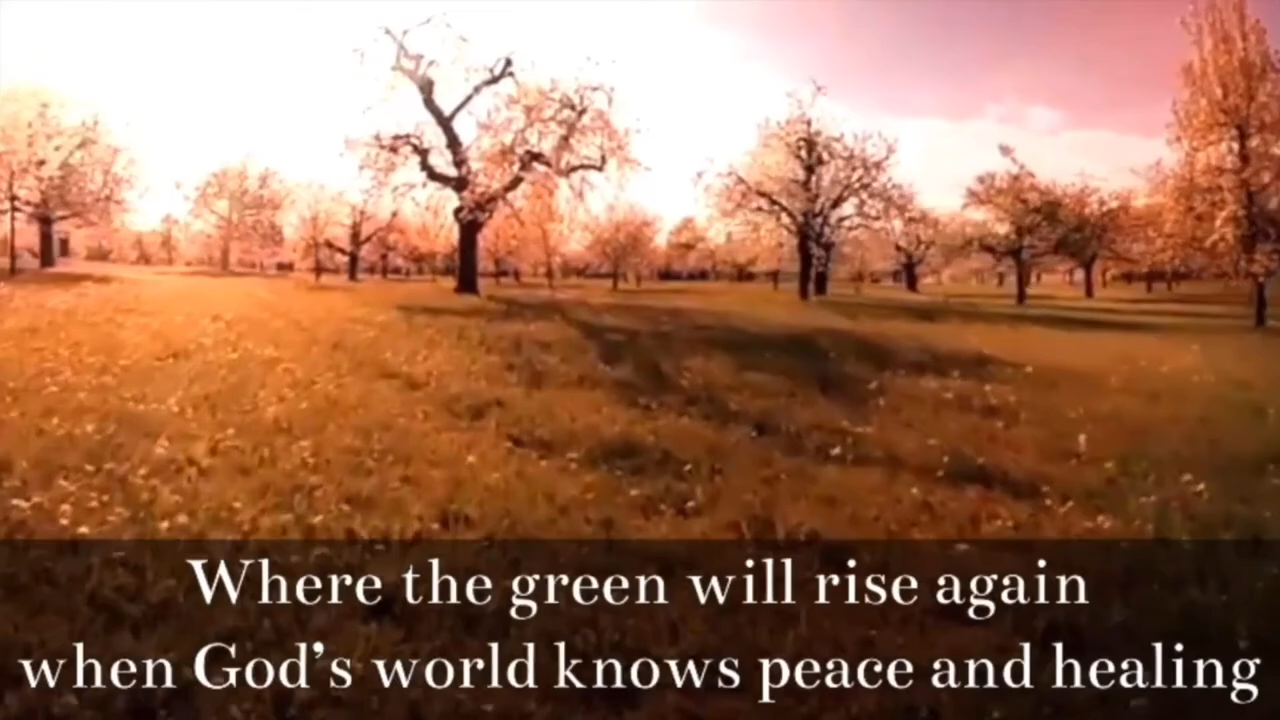 Where the green will rise again
when God’s world knows peace and healing